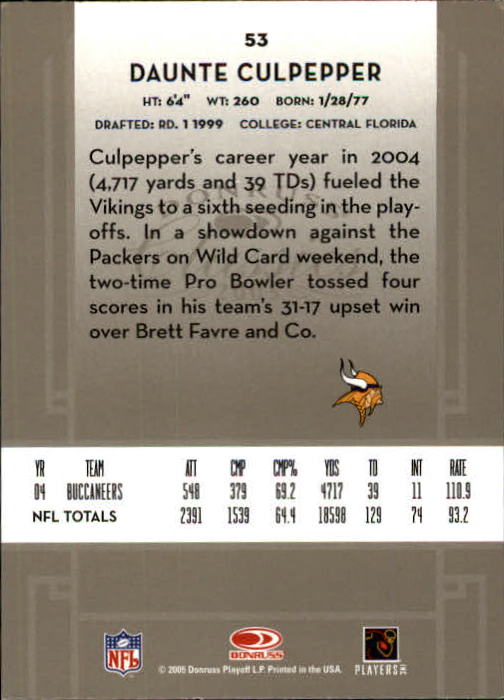 53
DAUNTE CULPEPPER
HT: 6'4" WT: 260 BORN: 1/28/77
DRAFTED: RD. 1 1999 COLLEGE: CENTRAL FLORIDA
Culpepper's career year in 2004
(4,717 yards and 39 TDs) fueled the
Vikings to a sixth seeding in the play-
offs. In a showdown against the
Packers on Wild Card weekend, the
two-time Pro Bowler tossed four
scores in his team's 31-17 upset win
over Brett Favre and Co.
YR TEAM ATT CMP CMP% YDS TD INT RATE
04 BUCCANEERS 548 379 69.2 4717 39 11 110.9
NFL TOTALS 2391 1539 64.4 18598 129 74 93.2
NFL
DONRUSS
PLAYERS INC
© 2005 Donruss Playoff L.P. Printed in the USA.